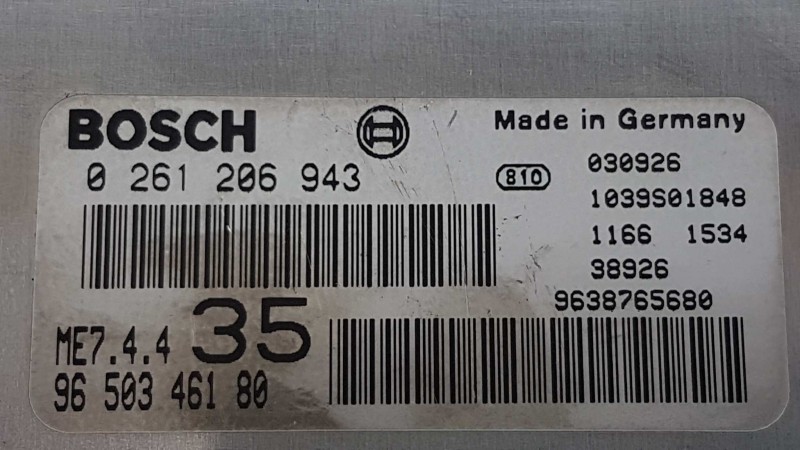 BOSCH
Made in Germany
0 261 206 943
810
030926
1039S01848
1166 1534
38926
9638765680
ME7.4.4 35
96 503 461 80